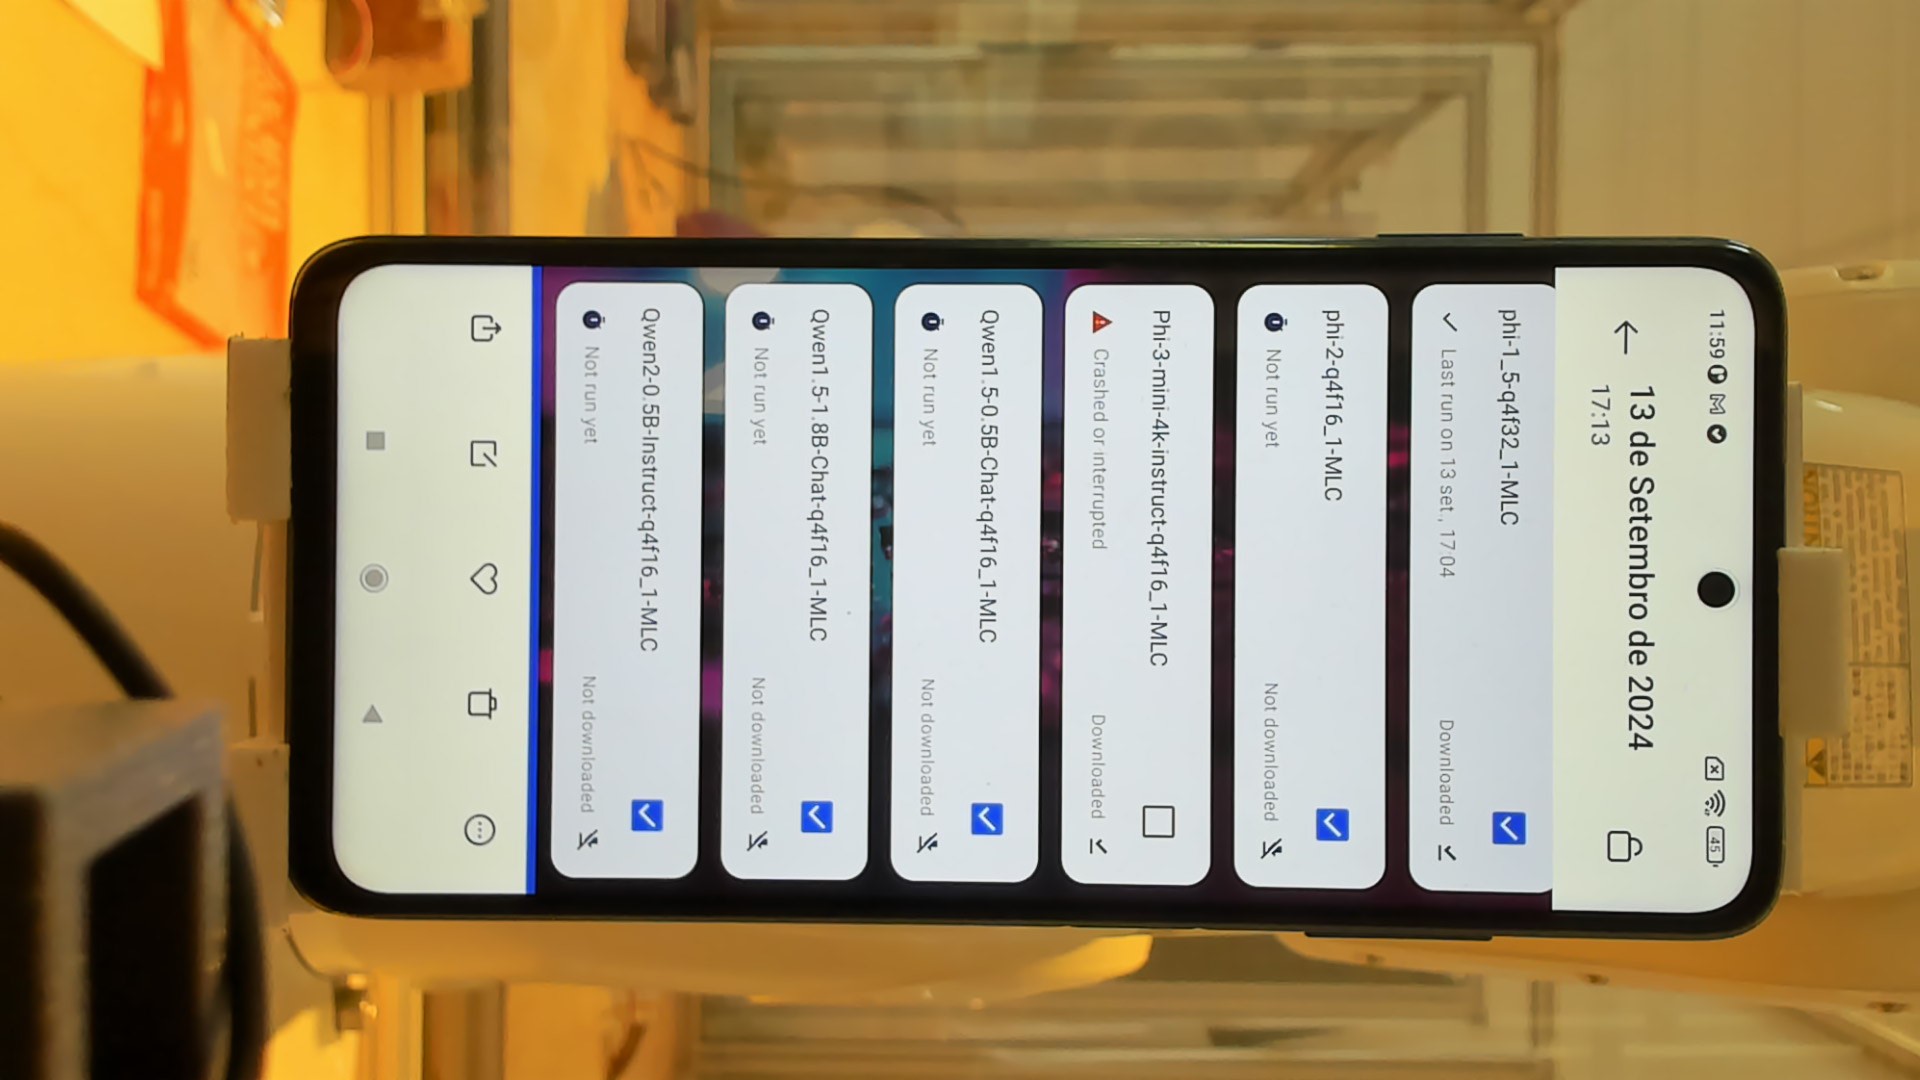 11:59
45
13 de Setembro de 2024
17:13
phi-1_5-q4f32_1-MLC
Last run on 13 set., 17:04
Downloaded
phi-2-q4f16_1-MLC
Not run yet
Not downloaded
Phi-3-mini-4k-instruct-q4f16_1-MLC
Crashed or interrupted
Downloaded
Qwen1.5-0.5B-Chat-q4f16_1-MLC
Not run yet
Not downloaded
Qwen1.5-1.8B-Chat-q4f16_1-MLC
Not run yet
Not downloaded
Qwen2-0.5B-Instruct-q4f16_1-MLC
Not run yet
Not downloaded